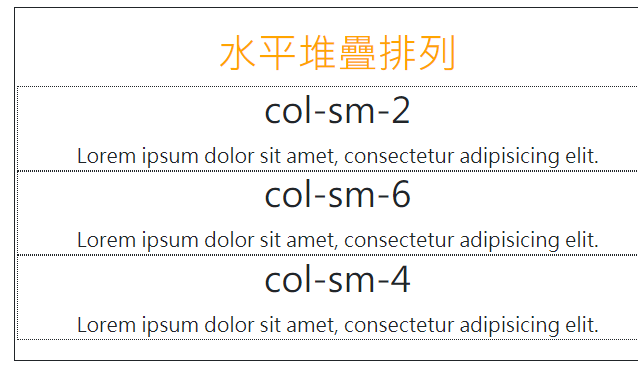 水平堆疊排列
col-sm-2
Lorem ipsum dolor sit amet, consectetur adipisicing elit.
col-sm-6
Lorem ipsum dolor sit amet, consectetur adipisicing elit.
col-sm-4
Lorem ipsum dolor sit amet, consectetur adipisicing elit.